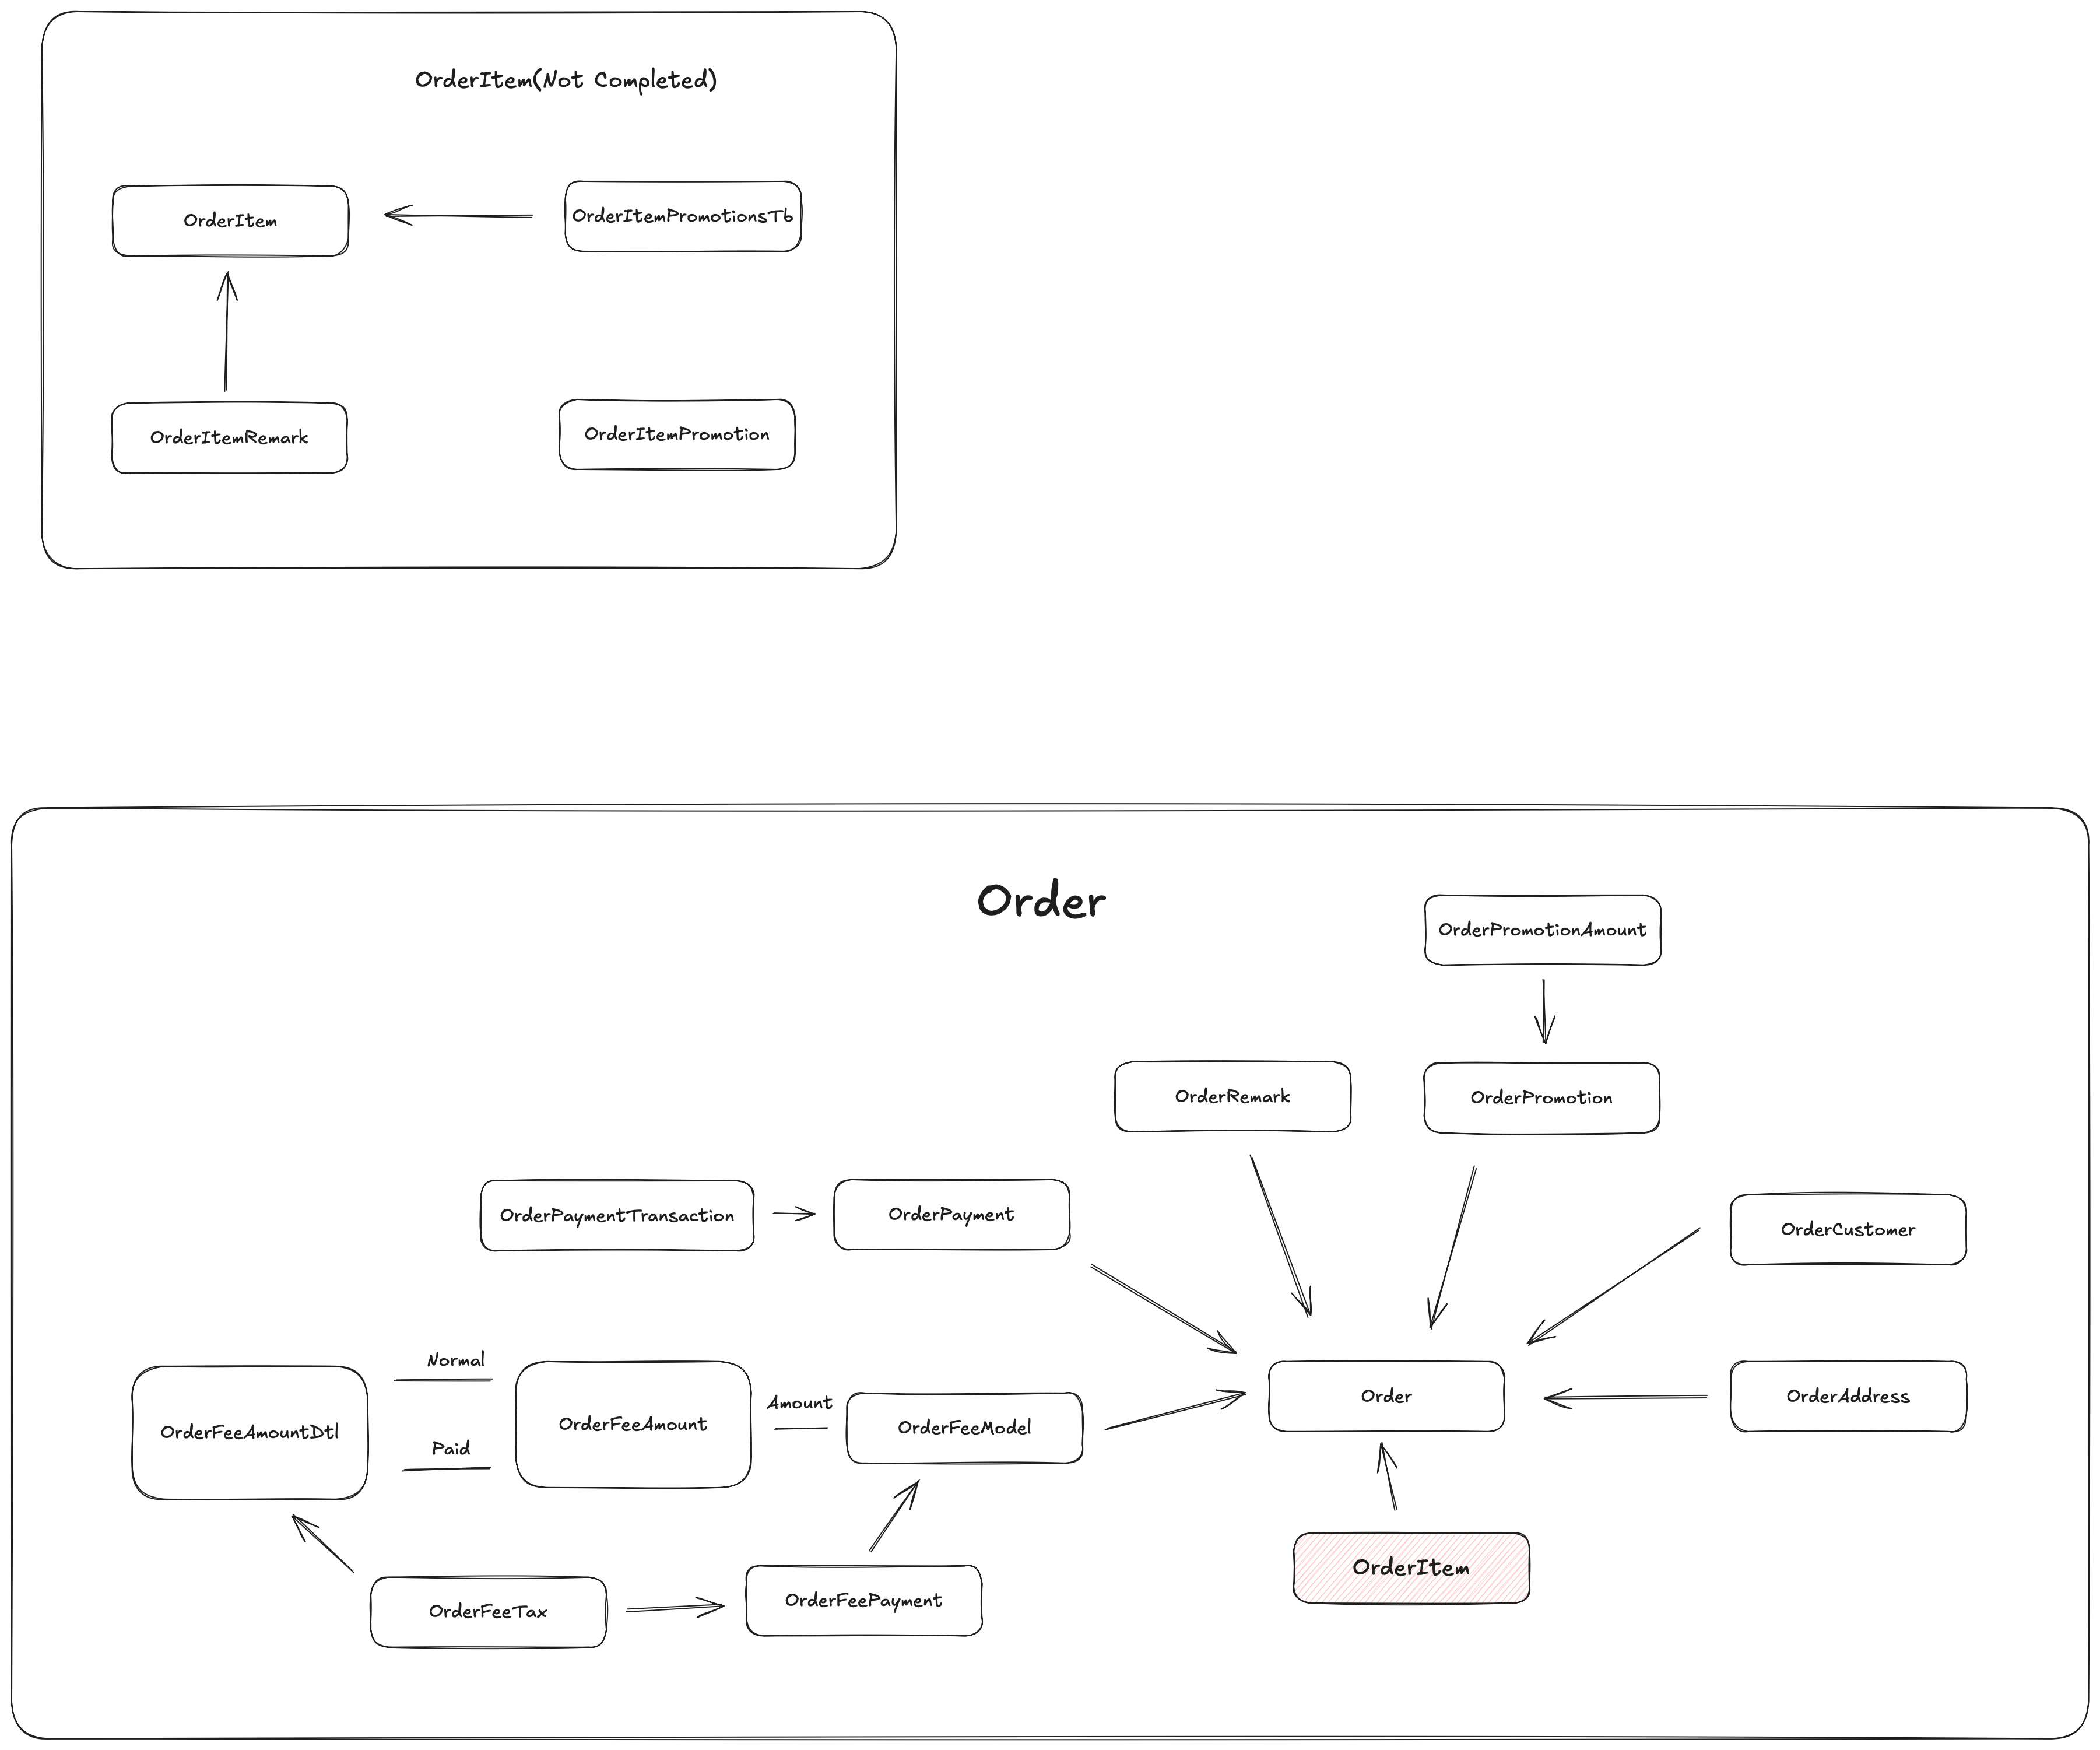 OrderItem(Not Completed)
OrderItem
OrderItemPromotionsTb
OrderItemRemark
OrderItemPromotion
Order
OrderPromotionAmount
OrderRemark
OrderPromotion
OrderPaymentTransaction
OrderPayment
OrderCustomer
Normal
OrderFeeAmountDtl
Paid
OrderFeeAmount
Amount
OrderFeeModel
Order
OrderAddress
OrderItem
OrderFeeTax
OrderFeePayment